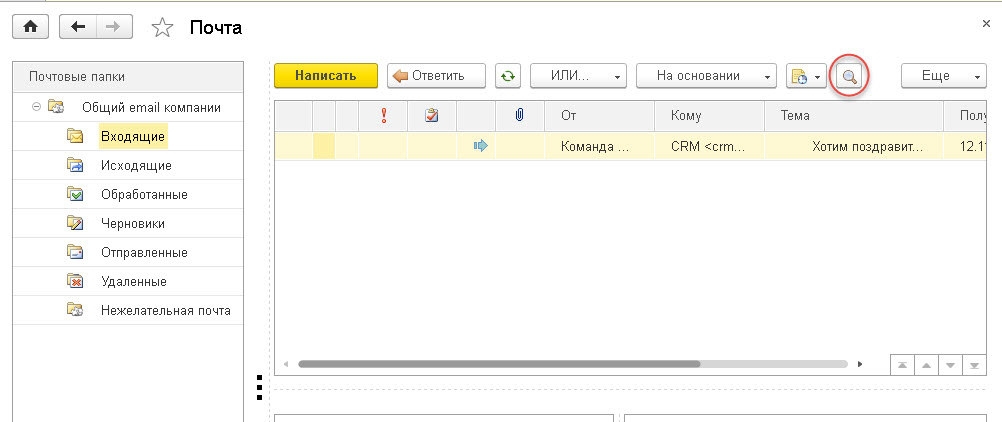 Почта
Почтовые папки
Общий email компании
Входящие
Исходящие
Обработанные
Черновики
Отправленные
Удаленные
Нежелательная почта
Написать Ответить ИЛИ... На основании Еще
От Кому Тема Полу
Команда ... CRM <crm... Хотим поздравит... 12.1